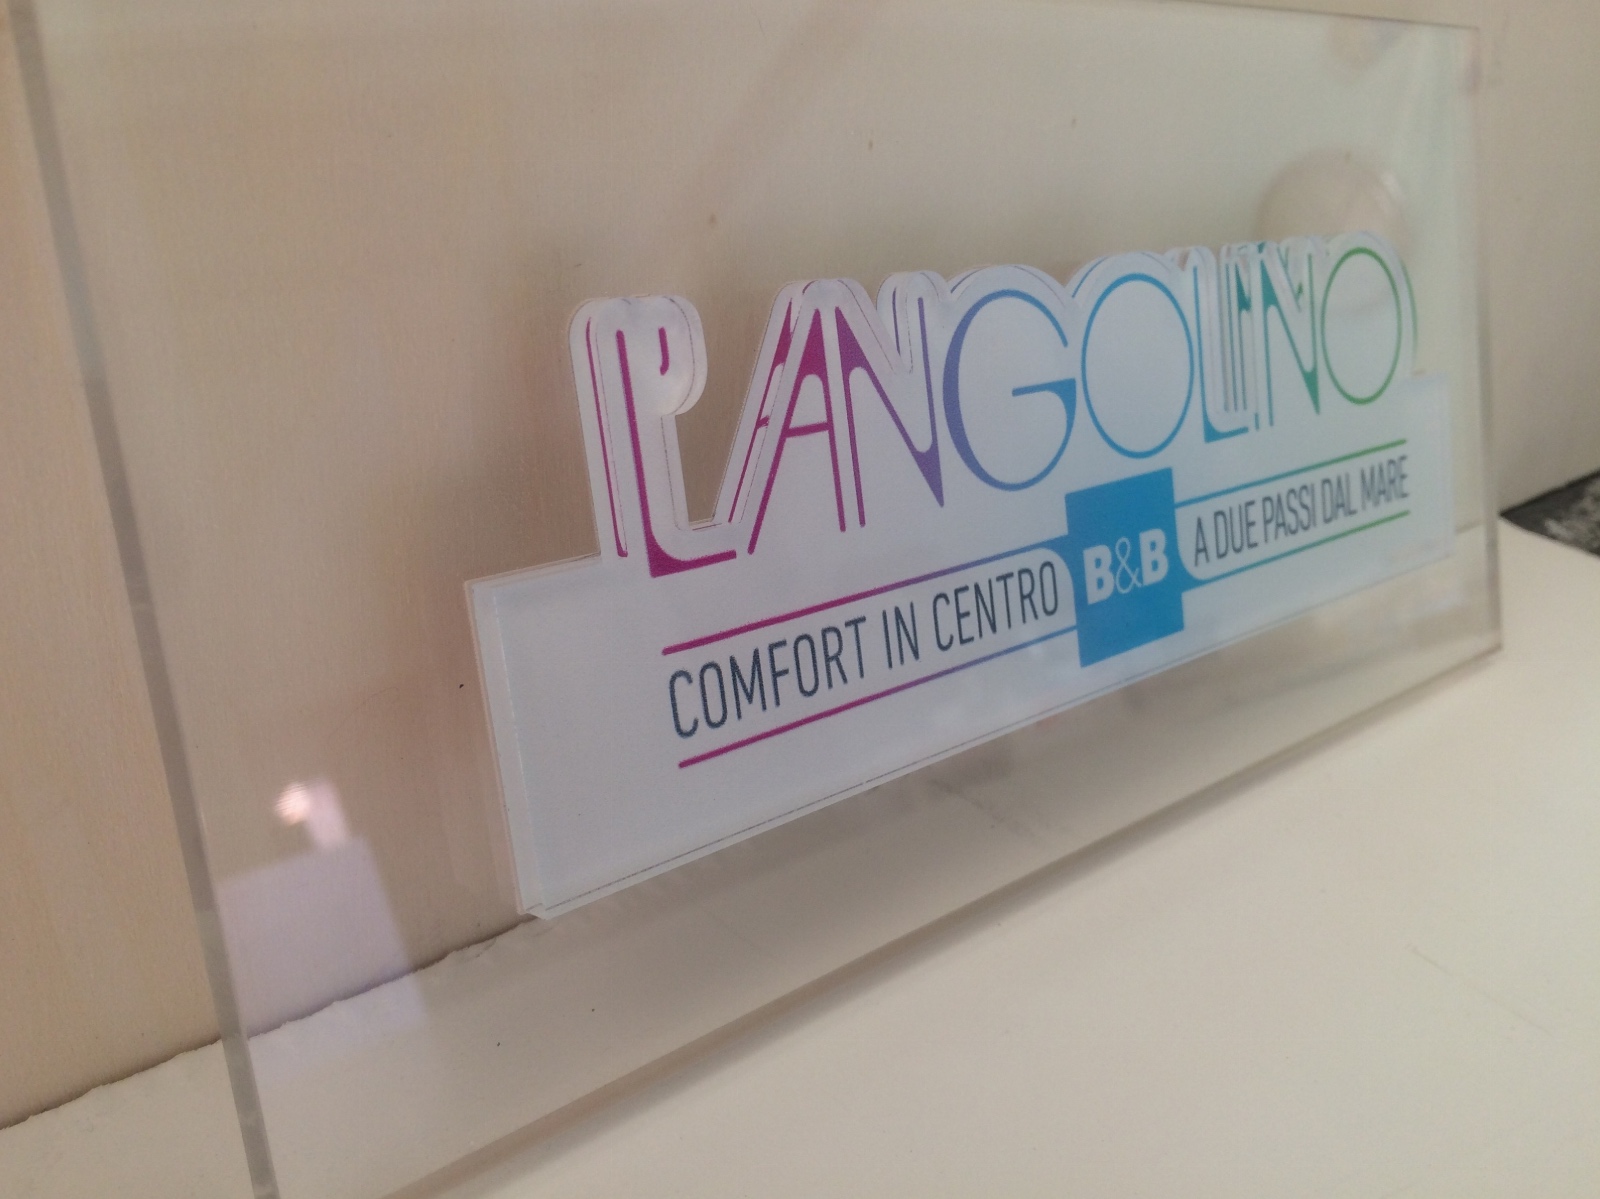 L'ANGOLINO
COMFORT IN CENTRO B&B A DUE PASSI DAL MARE